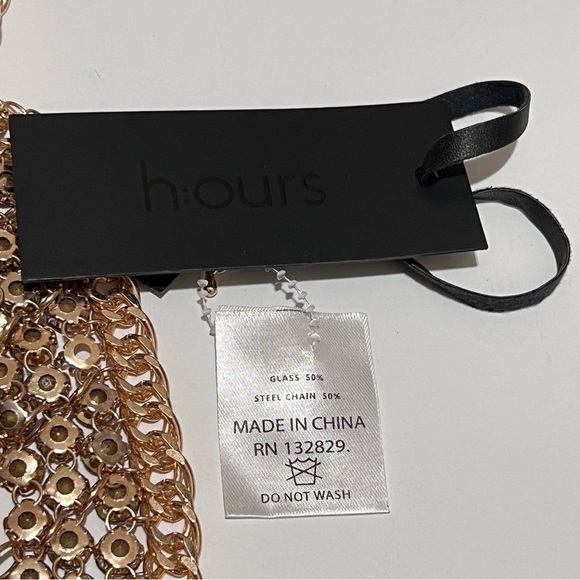 h:ours
GLASS 50%
STEEL CHAIN 50%
MADE IN CHINA
RN 132829.
DO NOT WASH